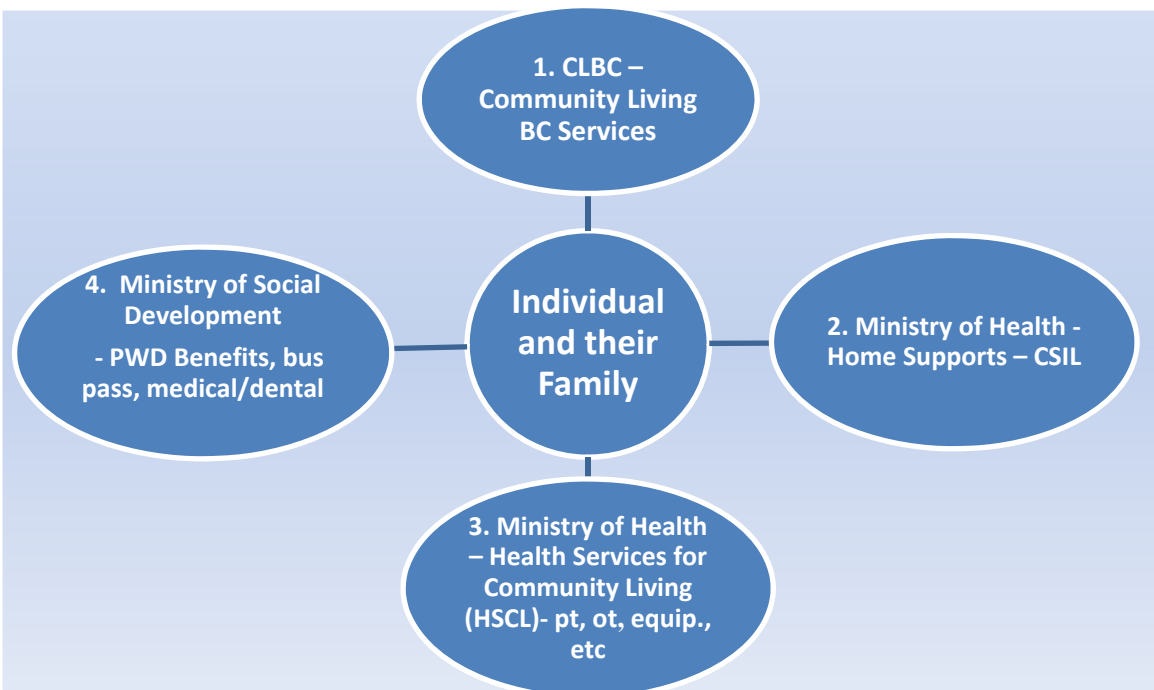 1. CLBC –
Community Living
BC Services
Individual
and their
Family
2. Ministry of Health -
Home Supports – CSIL
3. Ministry of Health
– Health Services for
Community Living
(HSCL)- pt, ot, equip.,
etc
4. Ministry of Social
Development
- PWD Benefits, bus
pass, medical/dental